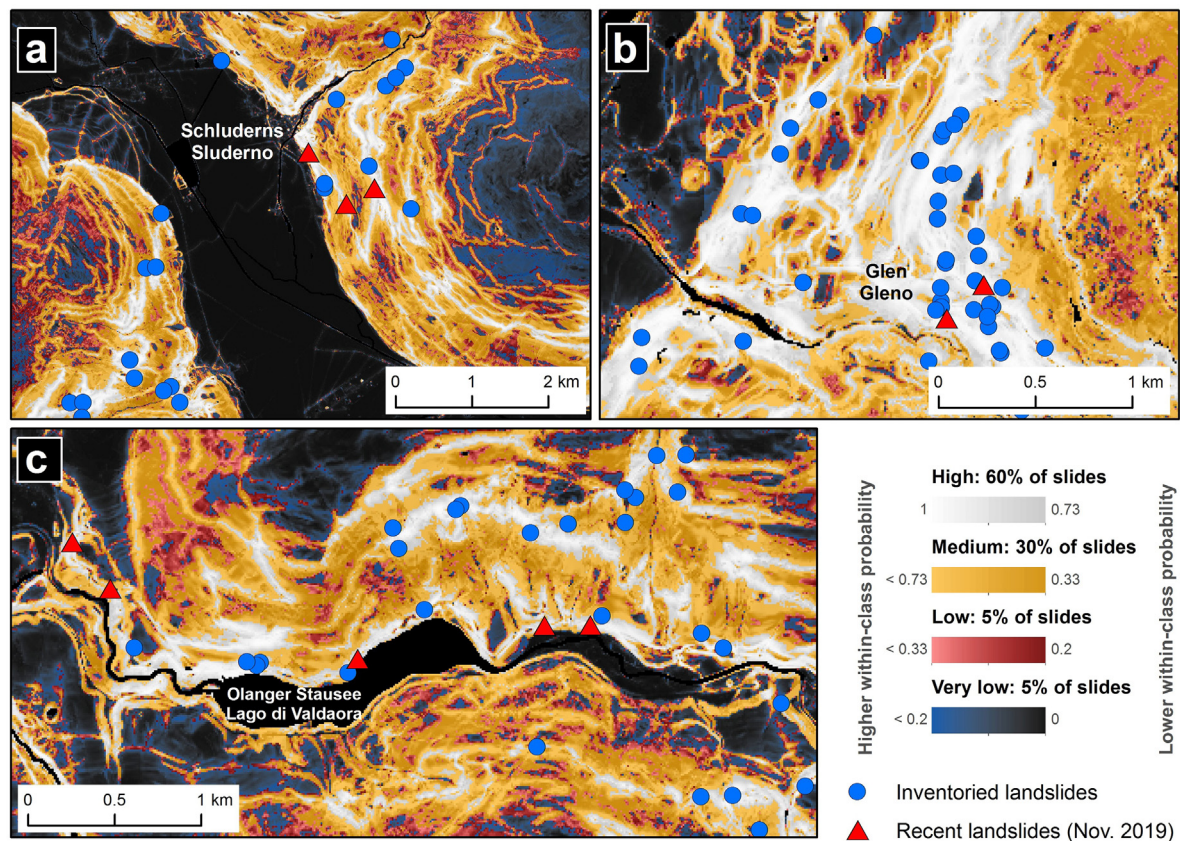 a
Schluderns
Sluderno
0 1 2 km
b
Glen
Gleno
0 0.5 1 km
c
Olanger Stausee
Lago di Valdaora
0 0.5 1 km
Higher within-class probability
High: 60% of slides
1 0.73
Medium: 30% of slides
< 0.73 0.33
Low: 5% of slides
< 0.33 0.2
Very low: 5% of slides
< 0.2 0
Lower within-class probability
Inventoried landslides
Recent landslides (Nov. 2019)